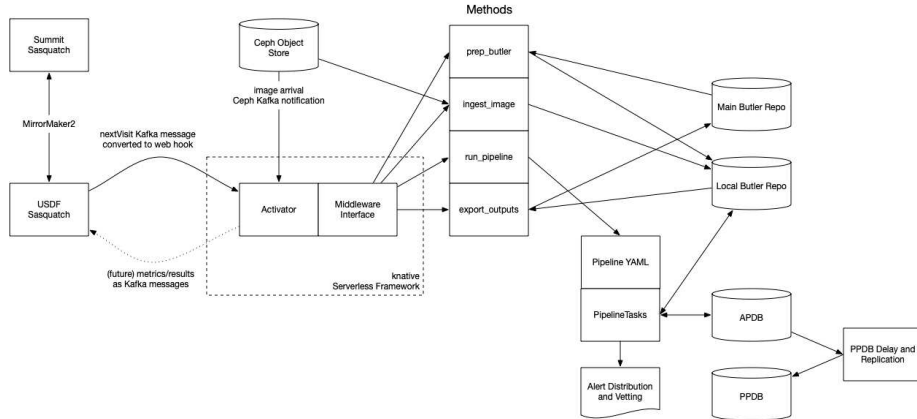 Methods
Summit
Sasquatch
Ceph Object
Store
prep_butler
image arrival
Ceph Kafka notification
Main Butler Repo
ingest_image
MirrorMaker2
nextVisit Kafka message
converted to web hook
run_pipeline
USDF
Sasquatch
Activator
Middleware
Interface
export_outputs
Local Butler Repo
(future) metrics/results
as Kafka messages
knative
Serverless Framework
Pipeline YAML
PipelineTasks
APDB
PPDB Delay and
Replication
Alert Distribution
and Vetting
PPDB